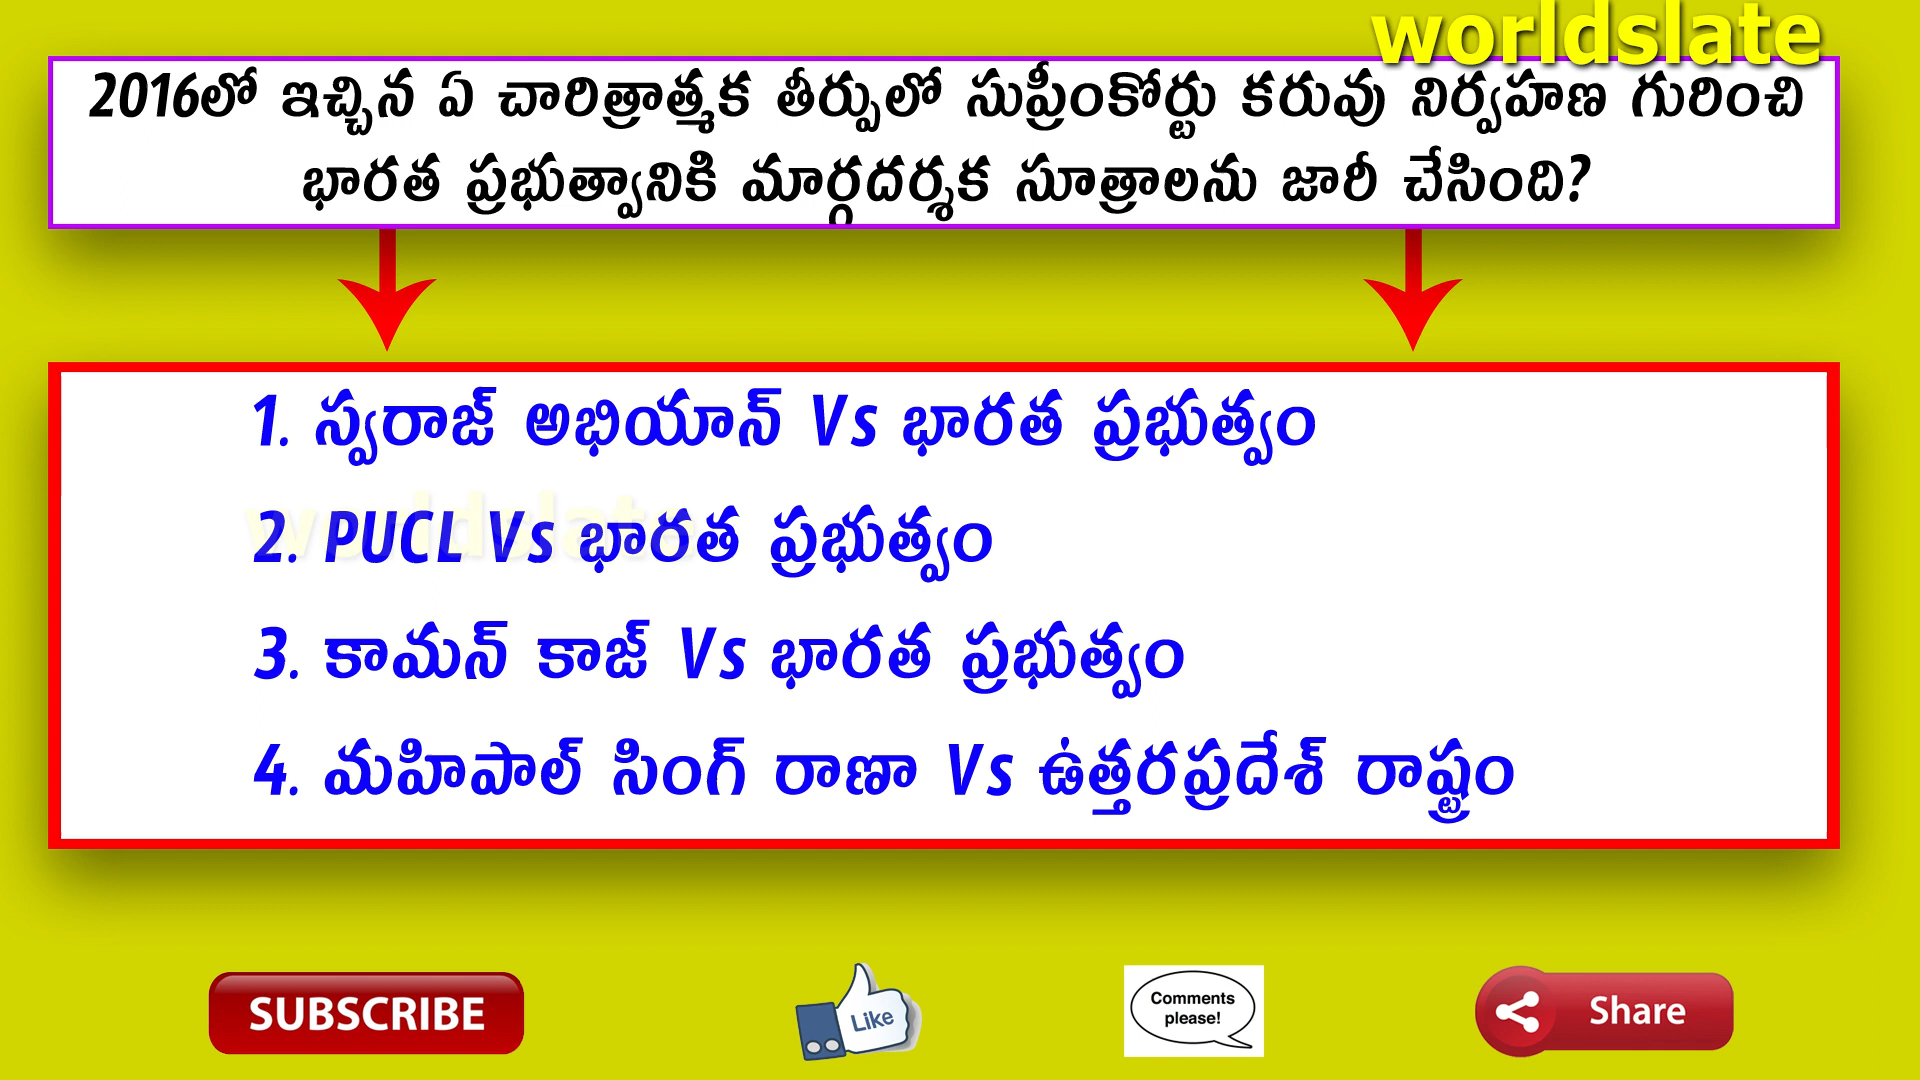 worldslate
2016లో ఇచ్చిన ఏ చారిత్రాత్మక తీర్పులో సుప్రీంకోర్టు కరువు నిర్వహణ గురించి
భారత ప్రభుత్వానికి మార్గదర్శక సూత్రాలను జారీ చేసింది?
1. స్వరాజ్ అభియాన్ Vs భారత ప్రభుత్వం
worldslate
2. PUCL Vs భారత ప్రభుత్వం
3. కామన్ కాజ్ Vs భారత ప్రభుత్వం
4. మహిపాల్ సింగ్ రాణా Vs ఉత్తరప్రదేశ్ రాష్ట్రం
SUBSCRIBE
Like
Comments
please!
Share